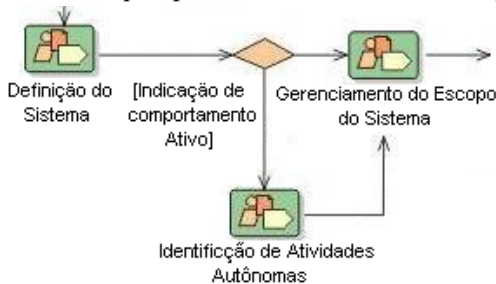 Definição do
Sistema
[Indicação de
comportamento
Ativo]
Gerenciamento do Escopo
do Sistema
Identificção de Atividades
Autônomas